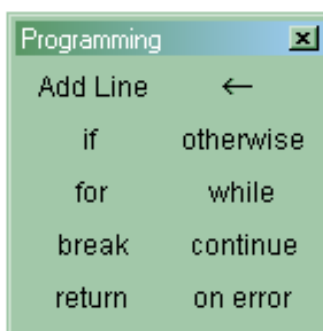 Programming
Add Line ←
if otherwise
for while
break continue
return on error